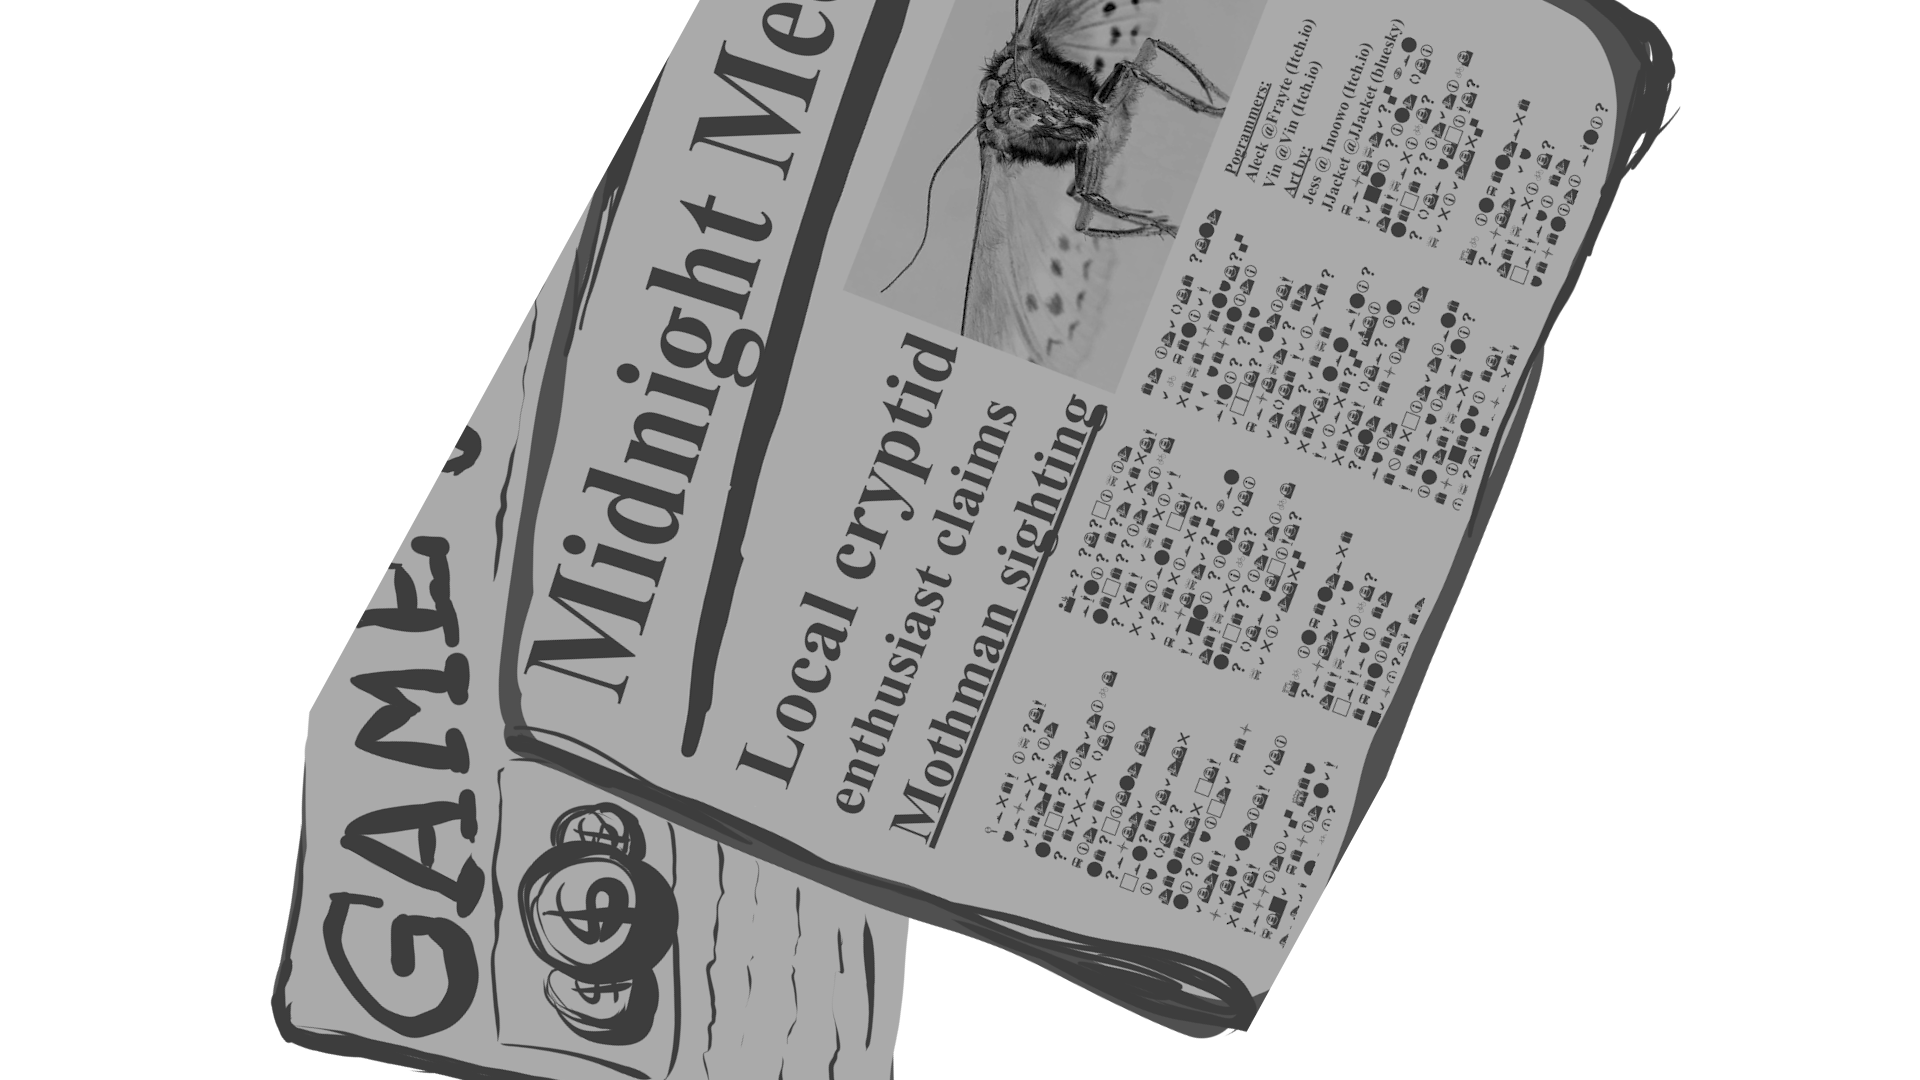 Midnight Me
Local cryptid
enthusiast claims
Mothman sighting
Pogrammers:
Aleck @Frayte (Itch.io)
Vin @Vin (Itch.io)
Art by:
Jess @ Inoowo (Itch.io)
JJacket @JJacket (bluesky)
GAME